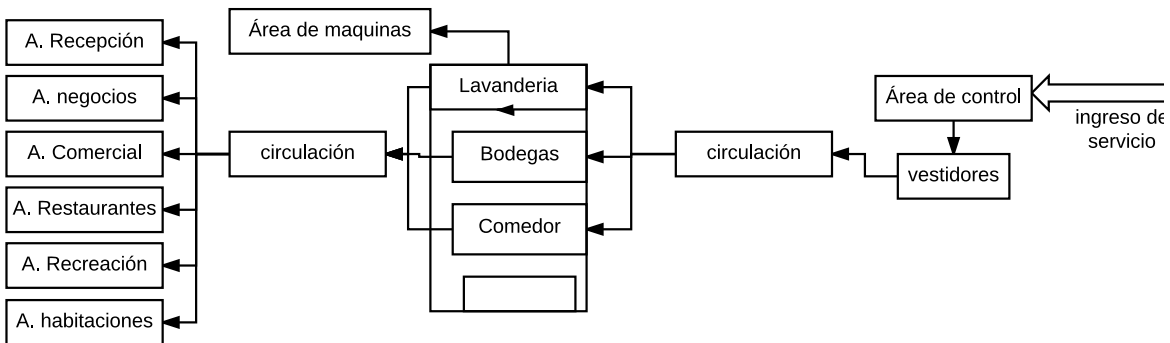 A. Recepción
A. negocios
A. Comercial
A. Restaurantes
A. Recreación
A. habitaciones
Área de maquinas
circulación
Lavanderia
Bodegas
Comedor
circulación
Área de control
vestidores
ingreso de
servicio